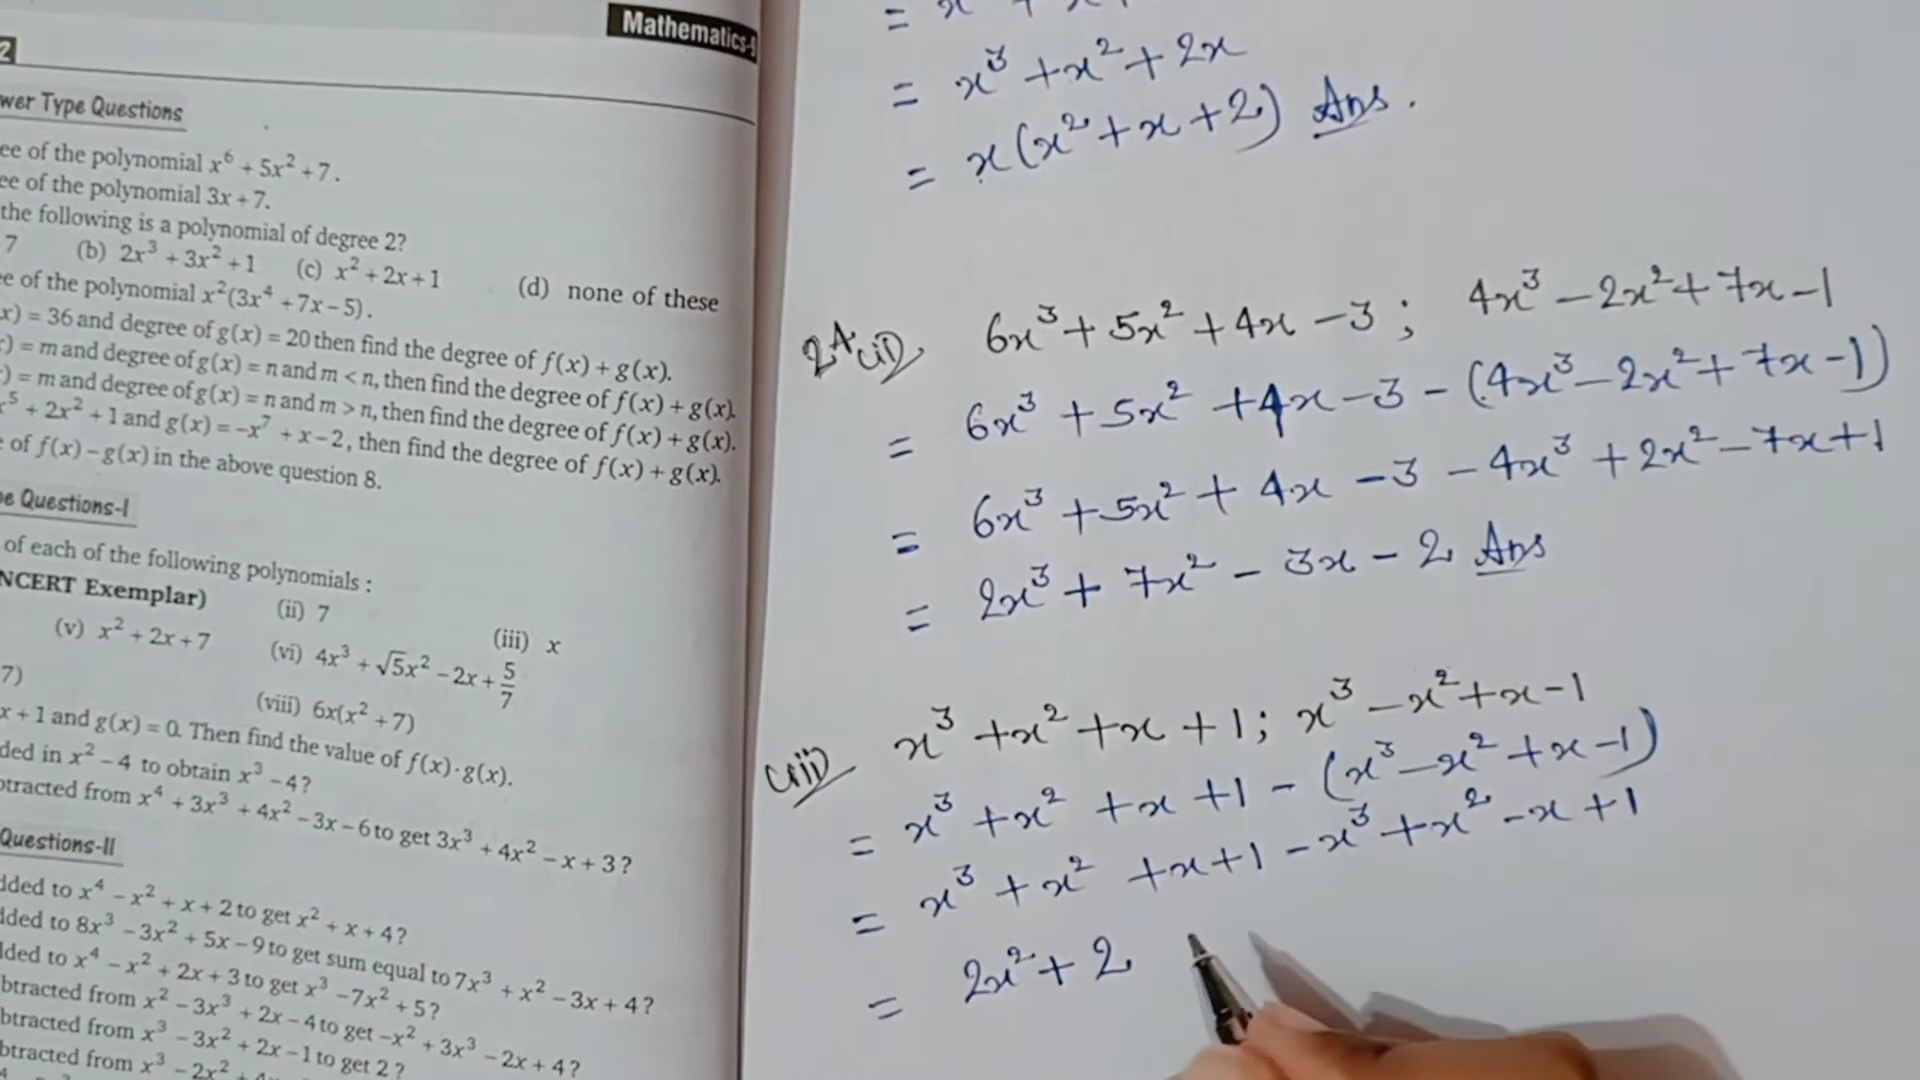 Mathematics-9
2
wer Type Questions
ee of the polynomial x⁶ + 5x² + 7.
ee of the polynomial 3x + 7.
the following is a polynomial of degree 2?
7 (b) 2x³ + 3x² + 1 (c) x² + 2x + 1 (d) none of these
e of the polynomial x²(3x⁴ + 7x – 5).
x) = 36 and degree of g(x) = 20 then find the degree of f(x) + g(x).
) = m and degree of g(x) = n and m < n, then find the degree of f(x) + g(x).
) = m and degree of g(x) = n and m > n, then find the degree of f(x) + g(x).
x⁵ + 2x² + 1 and g(x) = –x⁷ + x – 2, then find the degree of f(x) + g(x).
of f(x) – g(x) in the above question 8.
pe Questions-I
of each of the following polynomials :
NCERT Exemplar) (ii) 7 (iii) x
(v) x² + 2x + 7 (vi) 4x³ + √5x² – 2x + 5/7
7) (viii) 6x(x² + 7)
x + 1 and g(x) = 0. Then find the value of f(x)·g(x).
ded in x² – 4 to obtain x³ – 4?
btracted from x⁴ + 3x³ + 4x² – 3x – 6 to get 3x³ + 4x² – x + 3?
Questions-II
dded to x⁴ – x² + x + 2 to get x² + x + 4?
dded to 8x³ – 3x² + 5x – 9 to get sum equal to 7x³ + x² – 3x + 4?
dded to x⁴ – x² + 2x + 3 to get x³ – 7x² + 5?
btracted from x² – 3x³ + 2x – 4 to get –x² + 3x³ – 2x + 4?
btracted from x³ – 3x² + 2x – 1 to get 2?
btracted from x³ – 2x²
= x³ + x² + 2x
= x(x² + x + 2) Ans.
2A (ii) 6x³ + 5x² + 4x – 3 ; 4x³ – 2x² + 7x – 1
= 6x³ + 5x² + 4x – 3 – (4x³ – 2x² + 7x – 1)
= 6x³ + 5x² + 4x – 3 – 4x³ + 2x² – 7x + 1
= 2x³ + 7x² – 3x – 2 Ans
(iii) x³ + x² + x + 1 ; x³ – x² + x – 1
= x³ + x² + x + 1 – (x³ – x² + x – 1)
= x³ + x² + x + 1 – x³ + x² – x + 1
= 2x² + 2